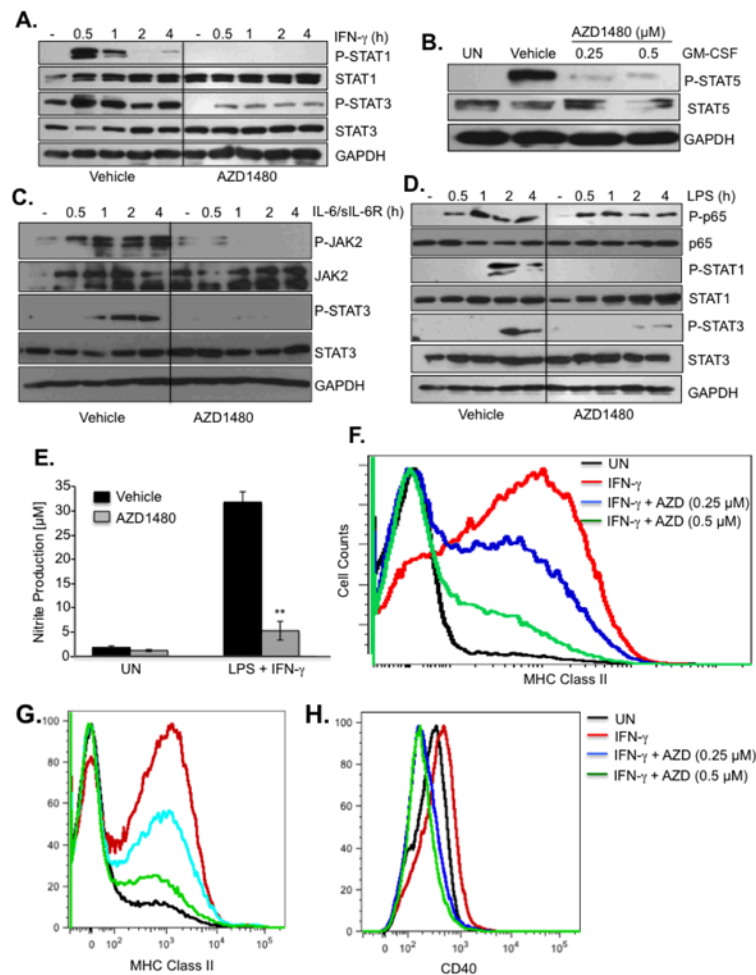 A.
- 0.5 1 2 4 - 0.5 1 2 4 IFN-γ (h)
P-STAT1
STAT1
P-STAT3
STAT3
GAPDH
Vehicle AZD1480
B.
AZD1480 (µM)
UN Vehicle 0.25 0.5 GM-CSF
P-STAT5
STAT5
GAPDH
C.
- 0.5 1 2 4 - 0.5 1 2 4 IL-6/sIL-6R (h)
P-JAK2
JAK2
P-STAT3
STAT3
GAPDH
Vehicle AZD1480
D.
- 0.5 1 2 4 - 0.5 1 2 4 LPS (h)
P-p65
p65
P-STAT1
STAT1
P-STAT3
STAT3
GAPDH
Vehicle AZD1480
E.
Nitrite Production [µM]
35
30
25
20
15
10
5
0
Vehicle
AZD1480
**
UN LPS + IFN-γ
F.
UN
IFN-γ
IFN-γ + AZD (0.25 µM)
IFN-γ + AZD (0.5 µM)
Cell Counts
MHC Class II
G.
100
80
60
40
20
0
0 10² 10³ 10⁴ 10⁵
MHC Class II
H.
100
80
60
40
20
0
0 10² 10³ 10⁴ 10⁵
CD40
UN
IFN-γ
IFN-γ + AZD (0.25 µM)
IFN-γ + AZD (0.5 µM)